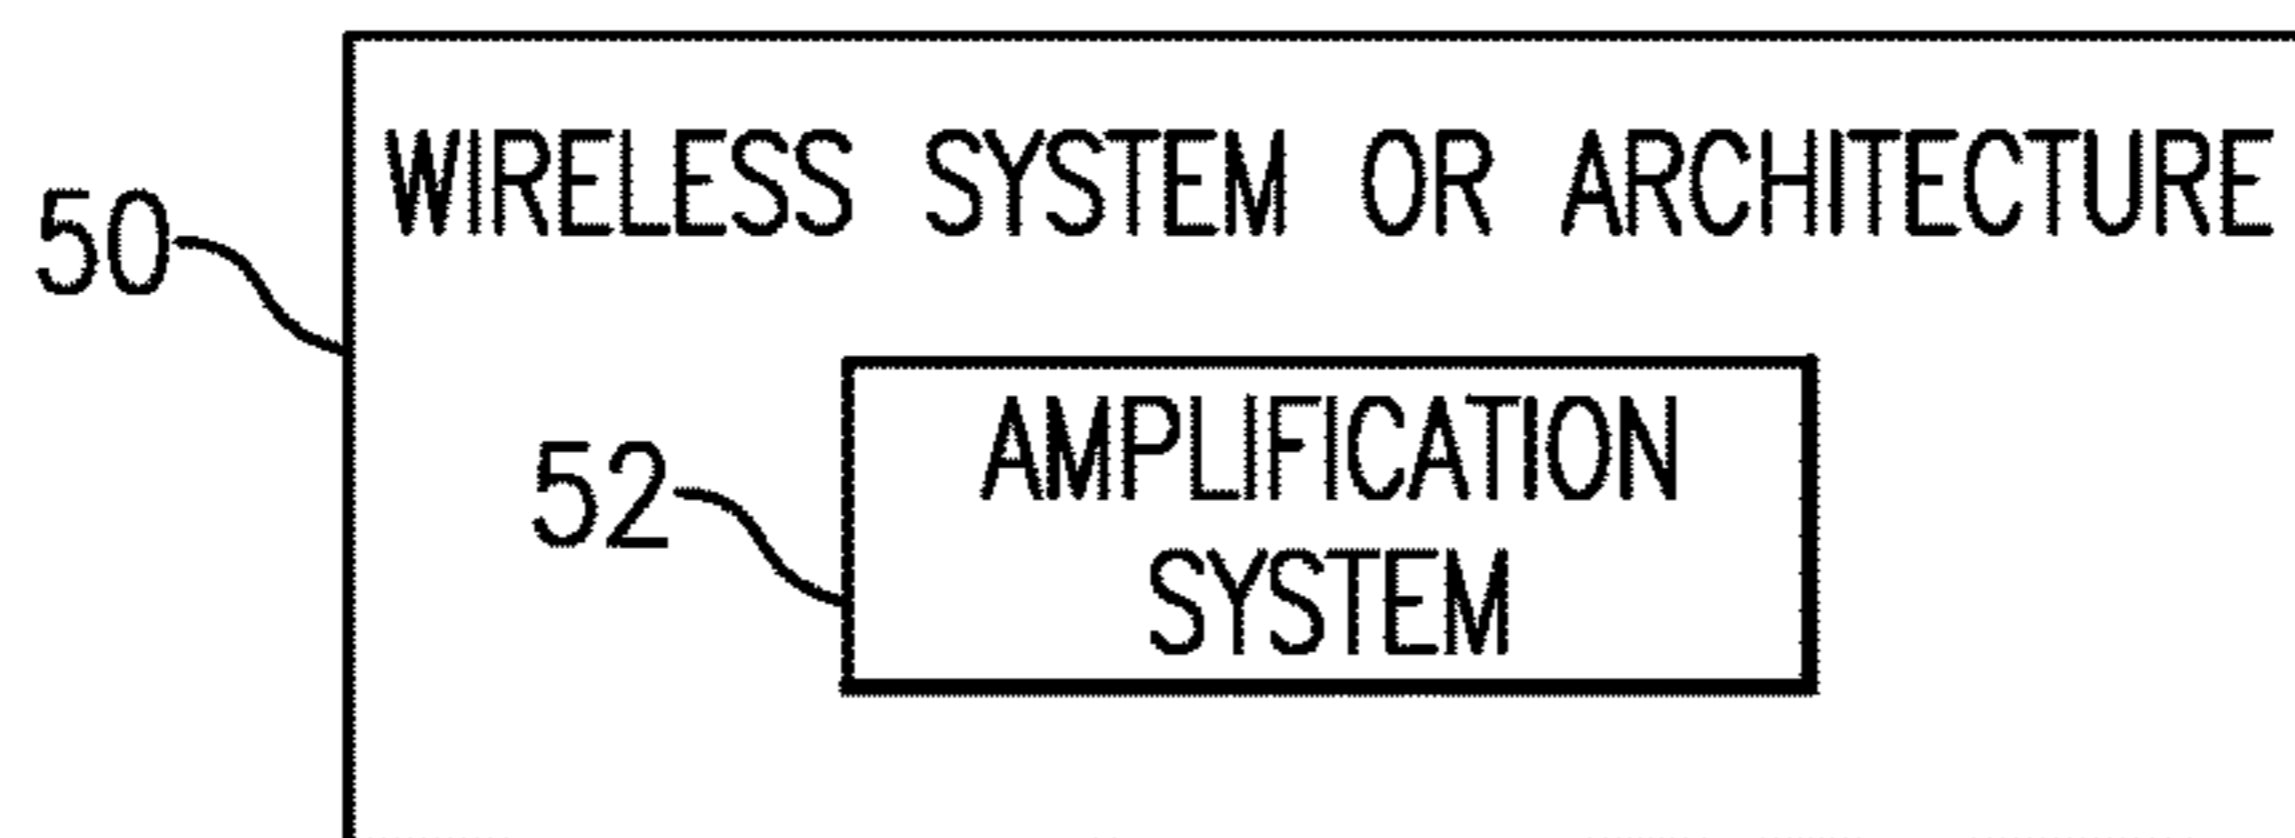 WIRELESS SYSTEM OR ARCHITECTURE
50
AMPLIFICATION
52
SYSTEM